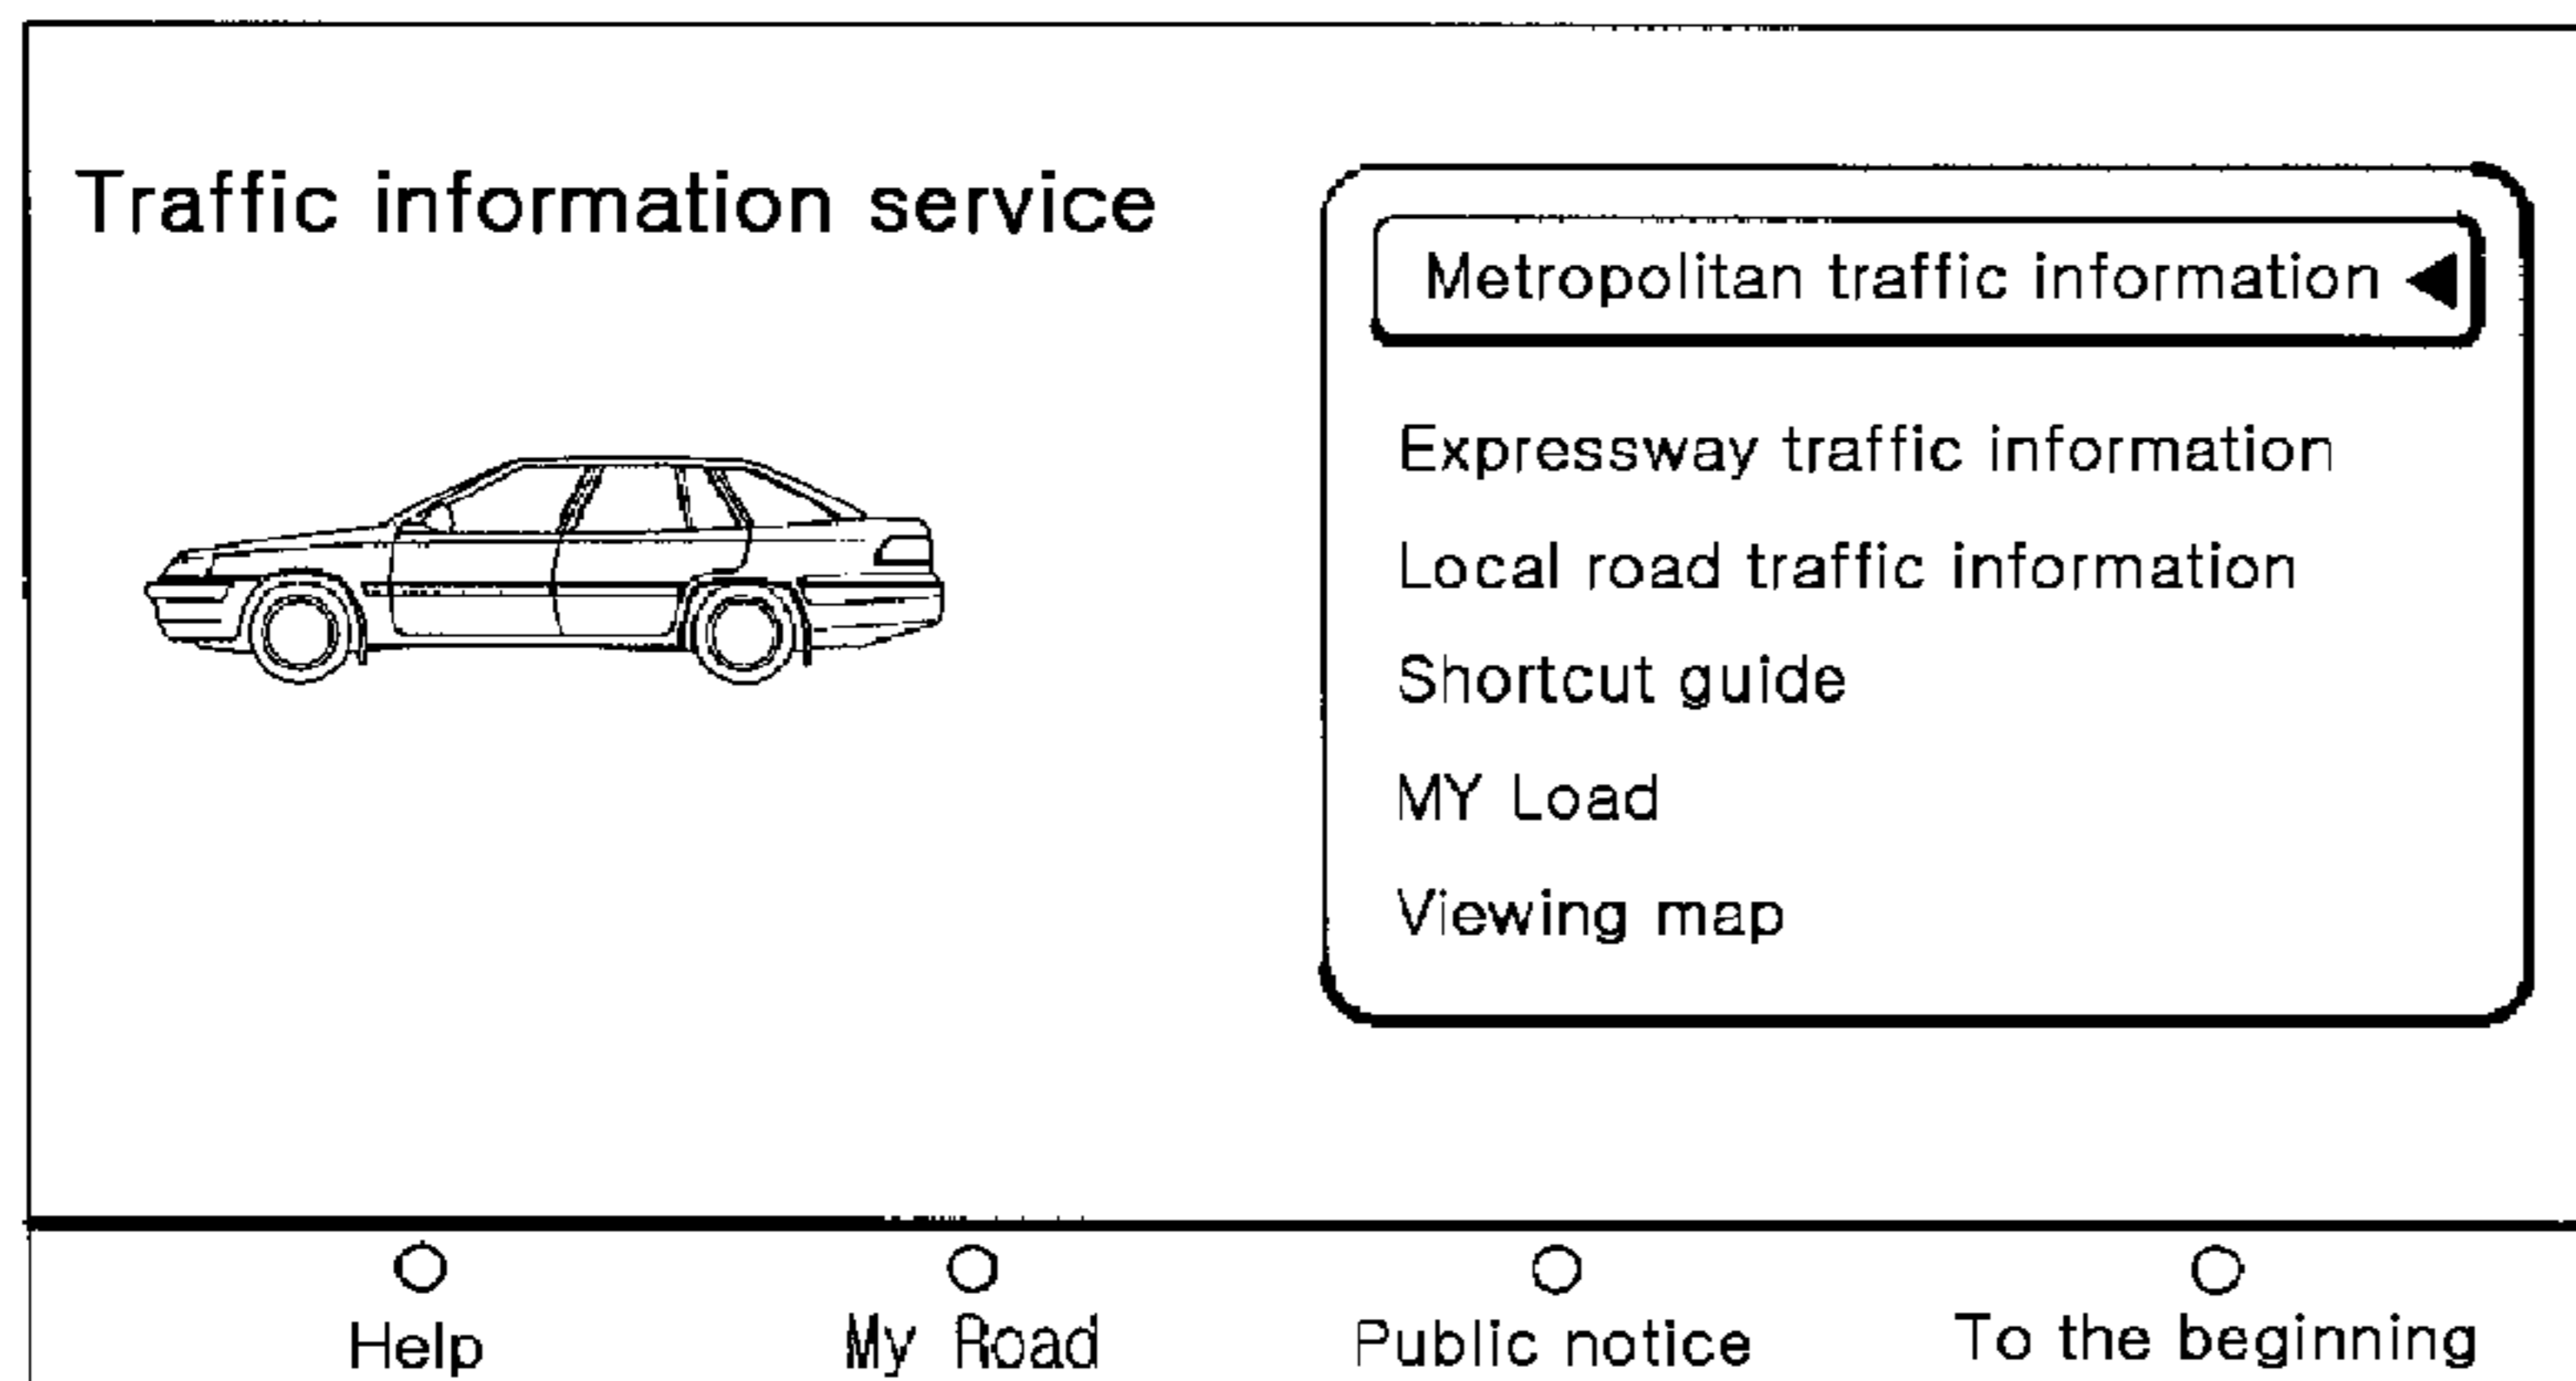 Traffic information service
Metropolitan traffic information
Expressway traffic information
Local road traffic information
Shortcut guide
MY Load
Viewing map
Help
My Road
Public notice
To the beginning